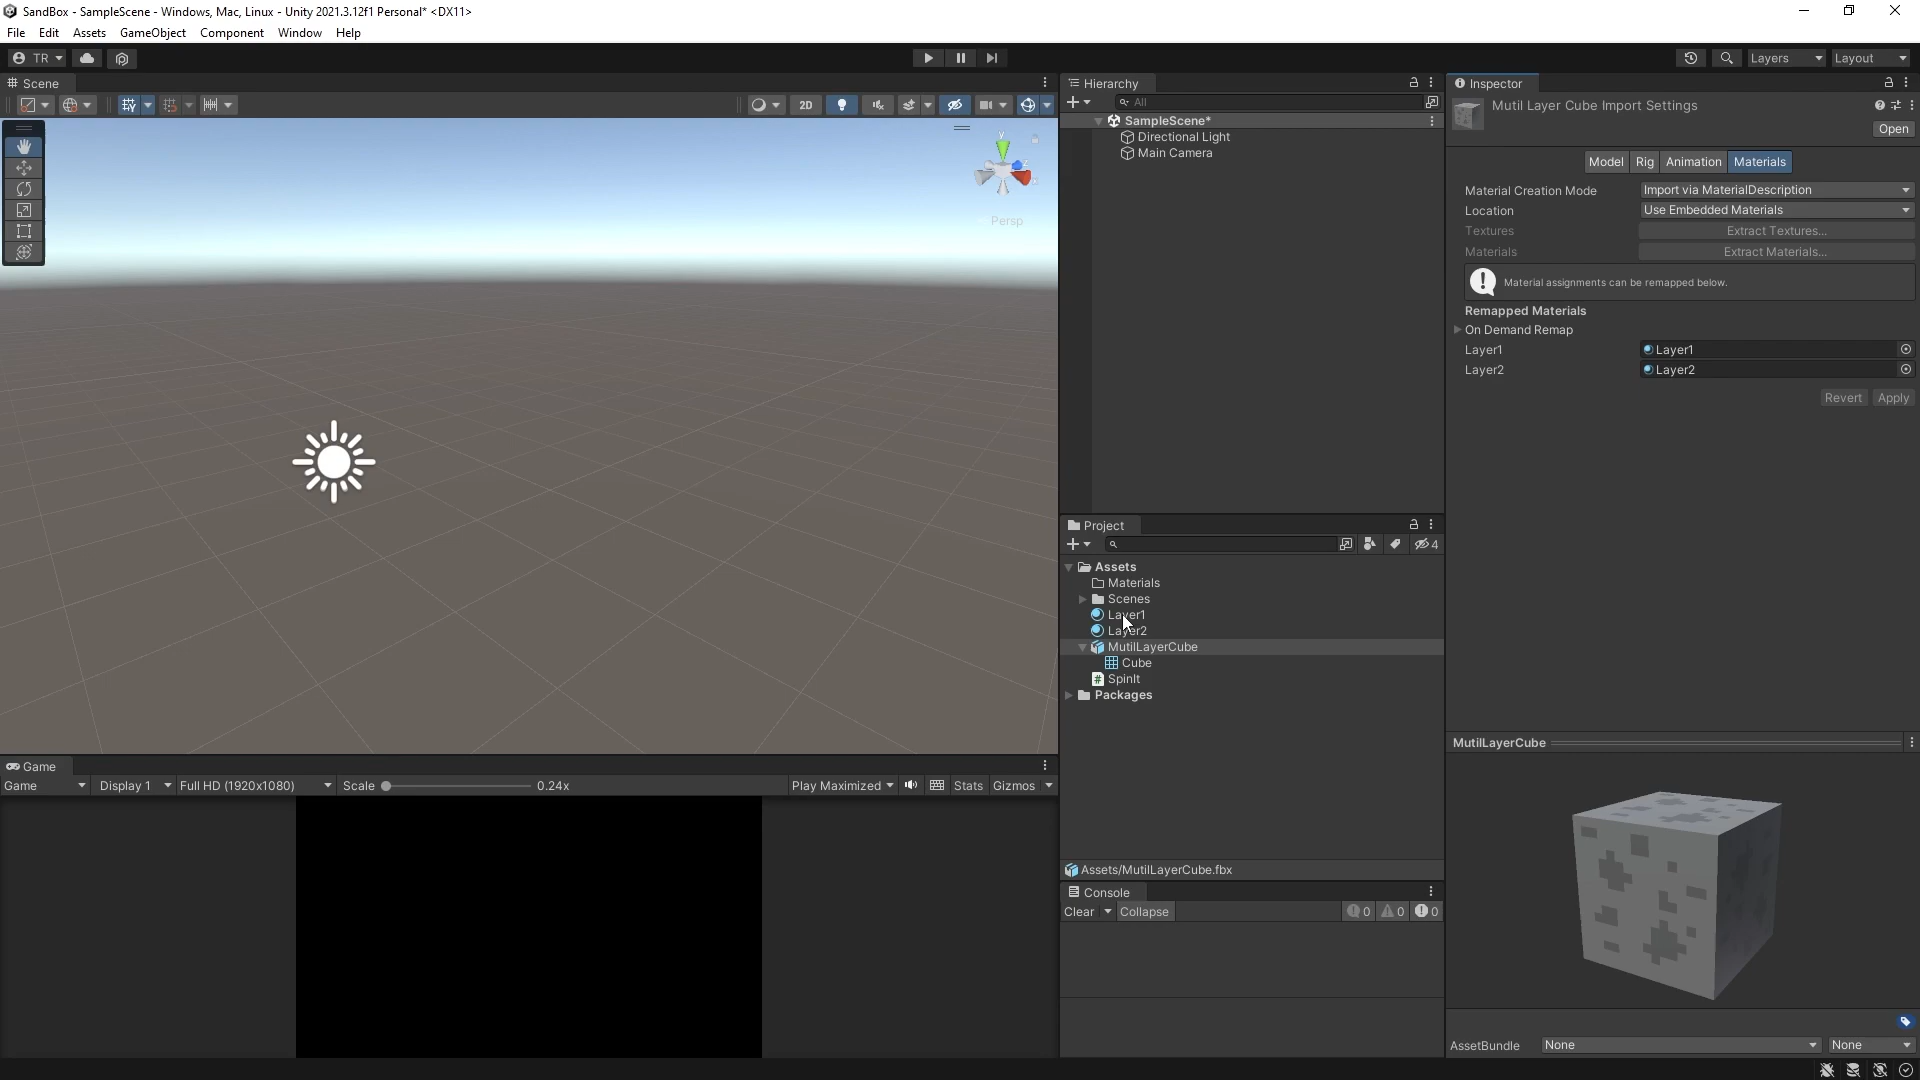 SandBox - SampleScene - Windows, Mac, Linux - Unity 2021.3.12f1 Personal* <DX11>
File Edit Assets GameObject Component Window Help
TR Layers Layout
Scene
2D
Persp
Game
Game Display 1 Full HD (1920x1080) Scale 0.24x Play Maximized Stats Gizmos
Hierarchy
All
SampleScene*
Directional Light
Main Camera
Project
4
Assets
Materials
Scenes
Layer1
Layer2
MutilLayerCube
Cube
SpinIt
Packages
Assets/MutilLayerCube.fbx
Console
Clear Collapse 0 0 0
Inspector
Mutil Layer Cube Import Settings
Open
Model Rig Animation Materials
Material Creation Mode Import via MaterialDescription
Location Use Embedded Materials
Textures Extract Textures...
Materials Extract Materials...
Material assignments can be remapped below.
Remapped Materials
On Demand Remap
Layer1 Layer1
Layer2 Layer2
Revert Apply
MutilLayerCube
AssetBundle None None